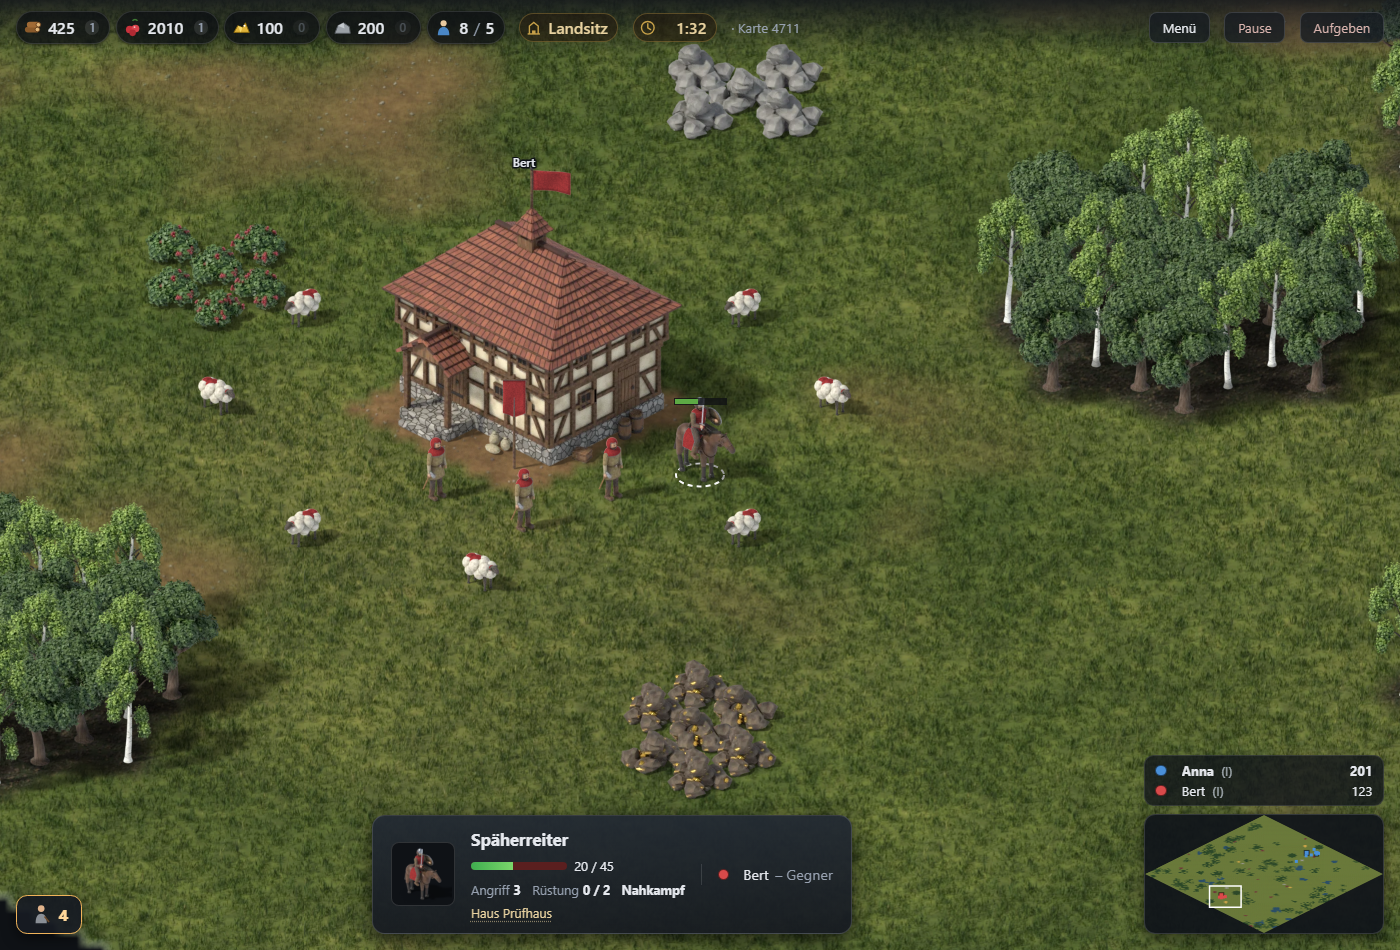 425 1 2010 1 100 0 200 0 8 / 5 Landsitz 1:32 · Karte 4711 Menü Pause Aufgeben
Bert
Anna (I) 201
Bert (I) 123
Späherreiter
20 / 45
Angriff 3 Rüstung 0 / 2 Nahkampf
Haus Prüfhaus
Bert – Gegner
4